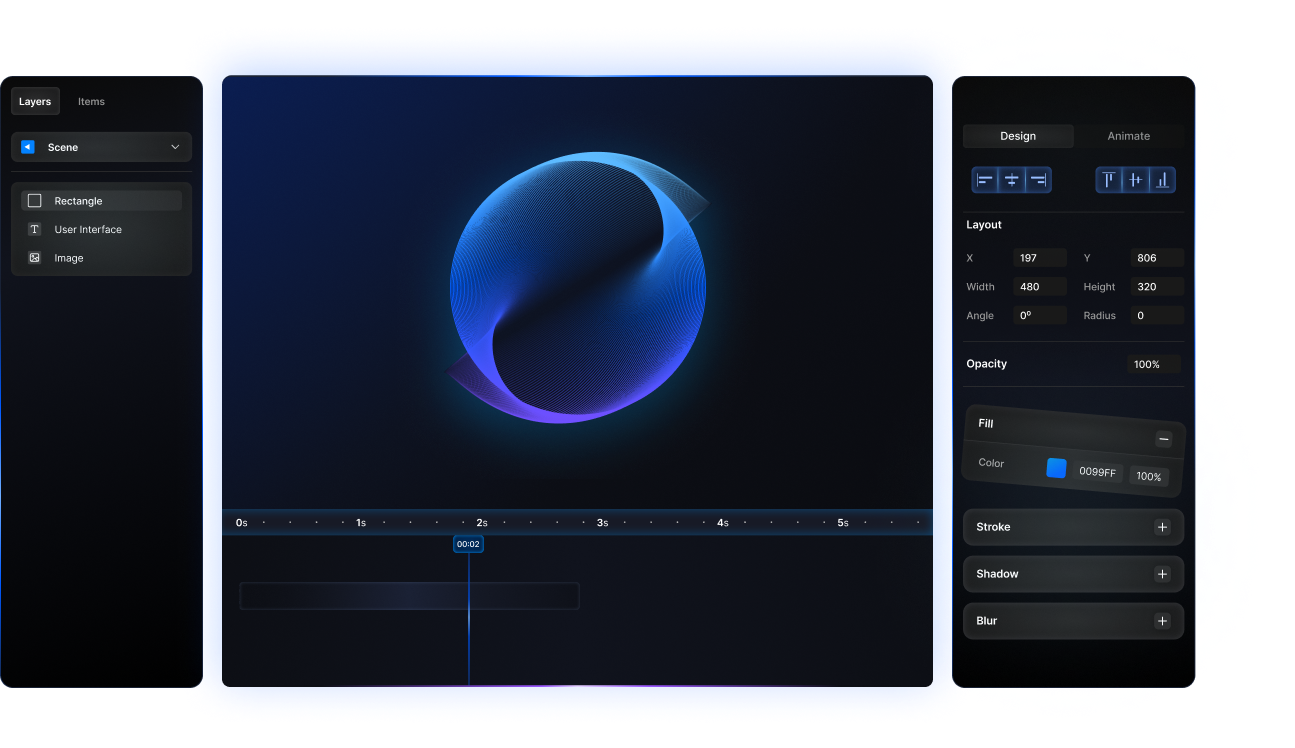 Layers Items
Scene
Rectangle
T User Interface
Image
0s 1s 2s 3s 4s 5s
00:02
Design Animate
Layout
X 197 Y 806
Width 480 Height 320
Angle 0º Radius 0
Opacity 100%
Fill
Color 0099FF 100%
Stroke
Shadow
Blur